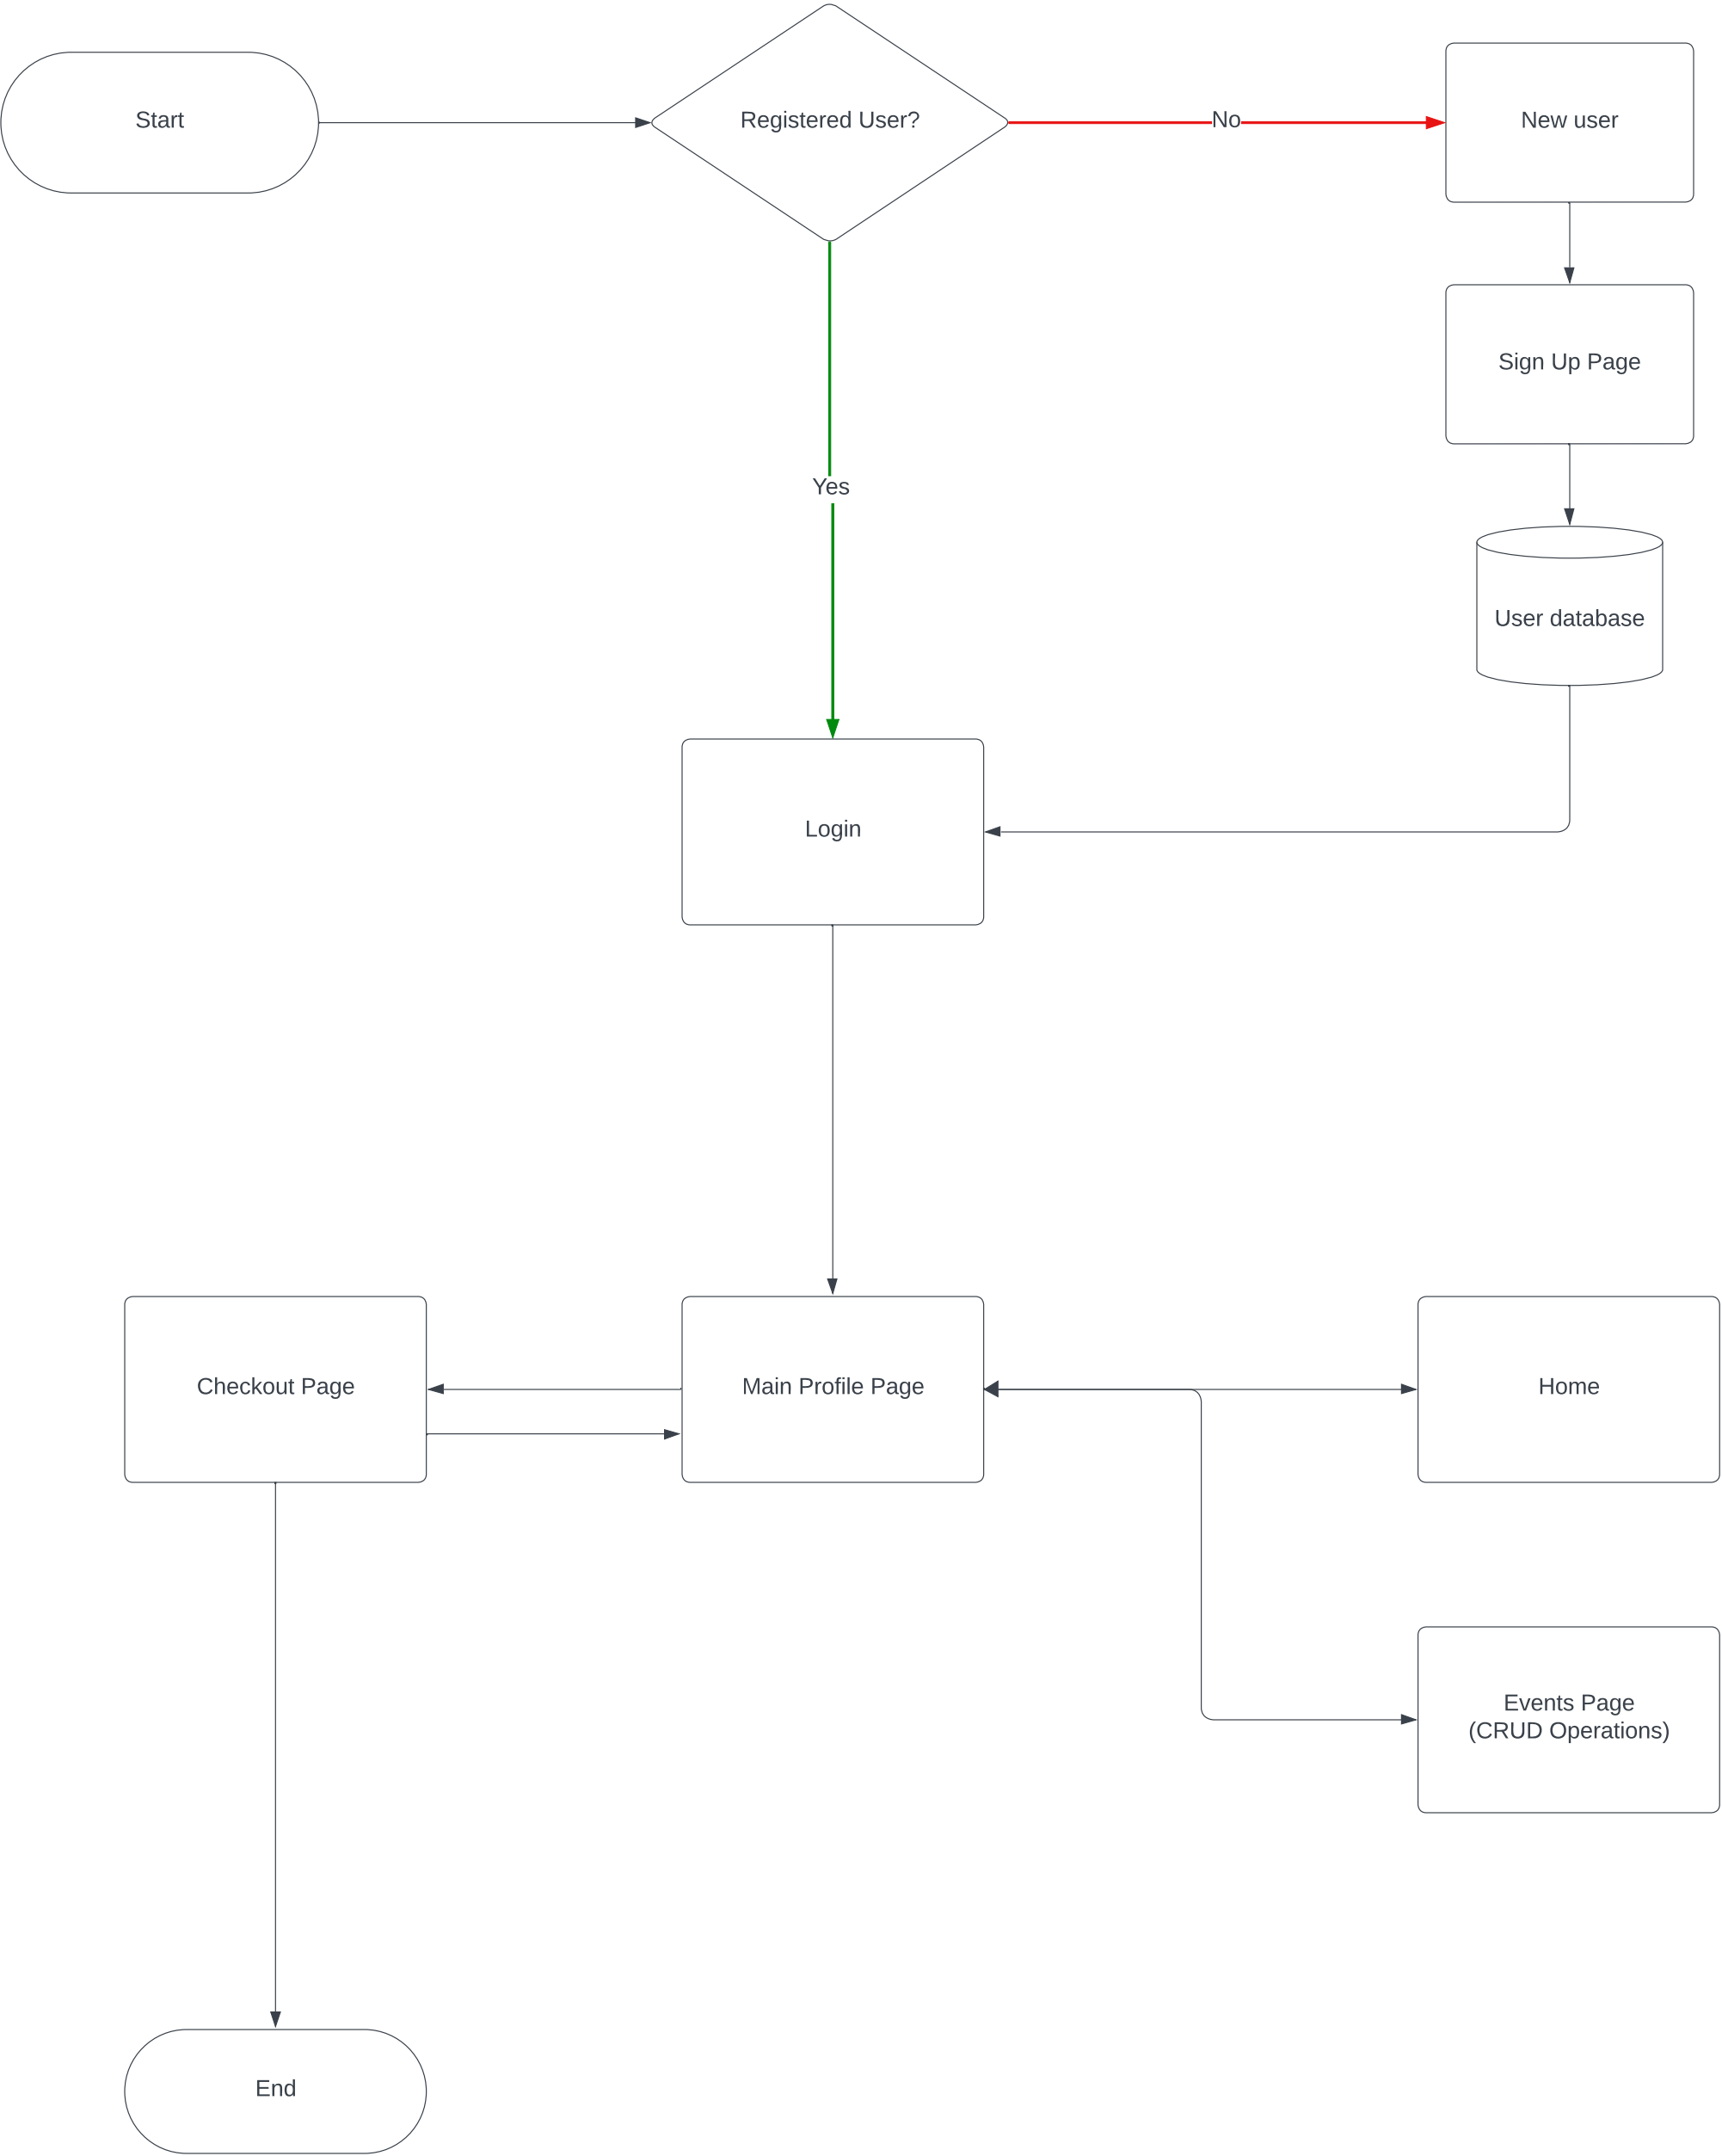 Start
Registered User?
No
New user
Sign Up Page
Yes
User database
Login
Checkout Page
Main Profile Page
Home
Events Page
(CRUD Operations)
End